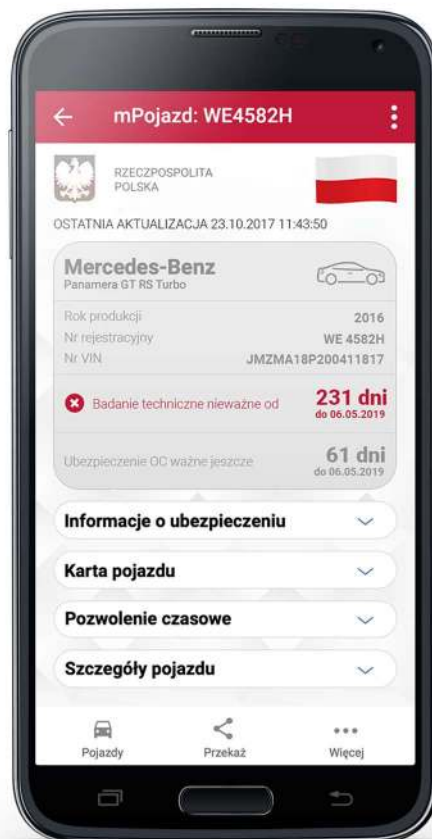 mPojazd: WE4582H
RZECZPOSPOLITA
POLSKA
OSTATNIA AKTUALIZACJA 23.10.2017 11:43:50
Mercedes-Benz
Panamera GT RS Turbo
Rok produkcji 2016
Nr rejestracyjny WE 4582H
Nr VIN JMZMA18P200411817
Badanie techniczne nieważne od 231 dni
do 06.05.2019
Ubezpieczenie OC ważne jeszcze 61 dni
do 06.05.2019
Informacje o ubezpieczeniu
Karta pojazdu
Pozwolenie czasowe
Szczegóły pojazdu
Pojazdy Przekaż Więcej